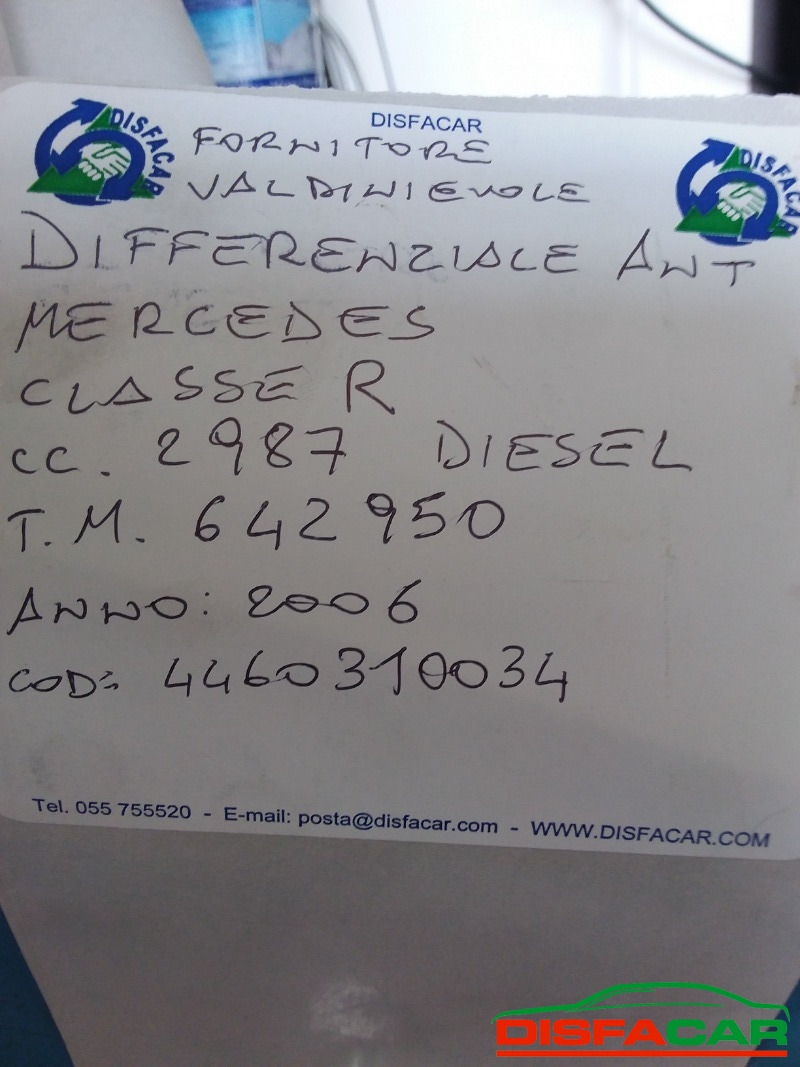 DISFACAR
DISFACAR
DISFACAR
FORNITORE
VALDINIEVOLE
DIFFERENZIALE ANT
MERCEDES
CLASSE R
CC. 2987 DIESEL
T.M. 642950
ANNO: 2006
COD: 4460310034
Tel. 055 755520 - E-mail: posta@disfacar.com - WWW.DISFACAR.COM
DISFACAR